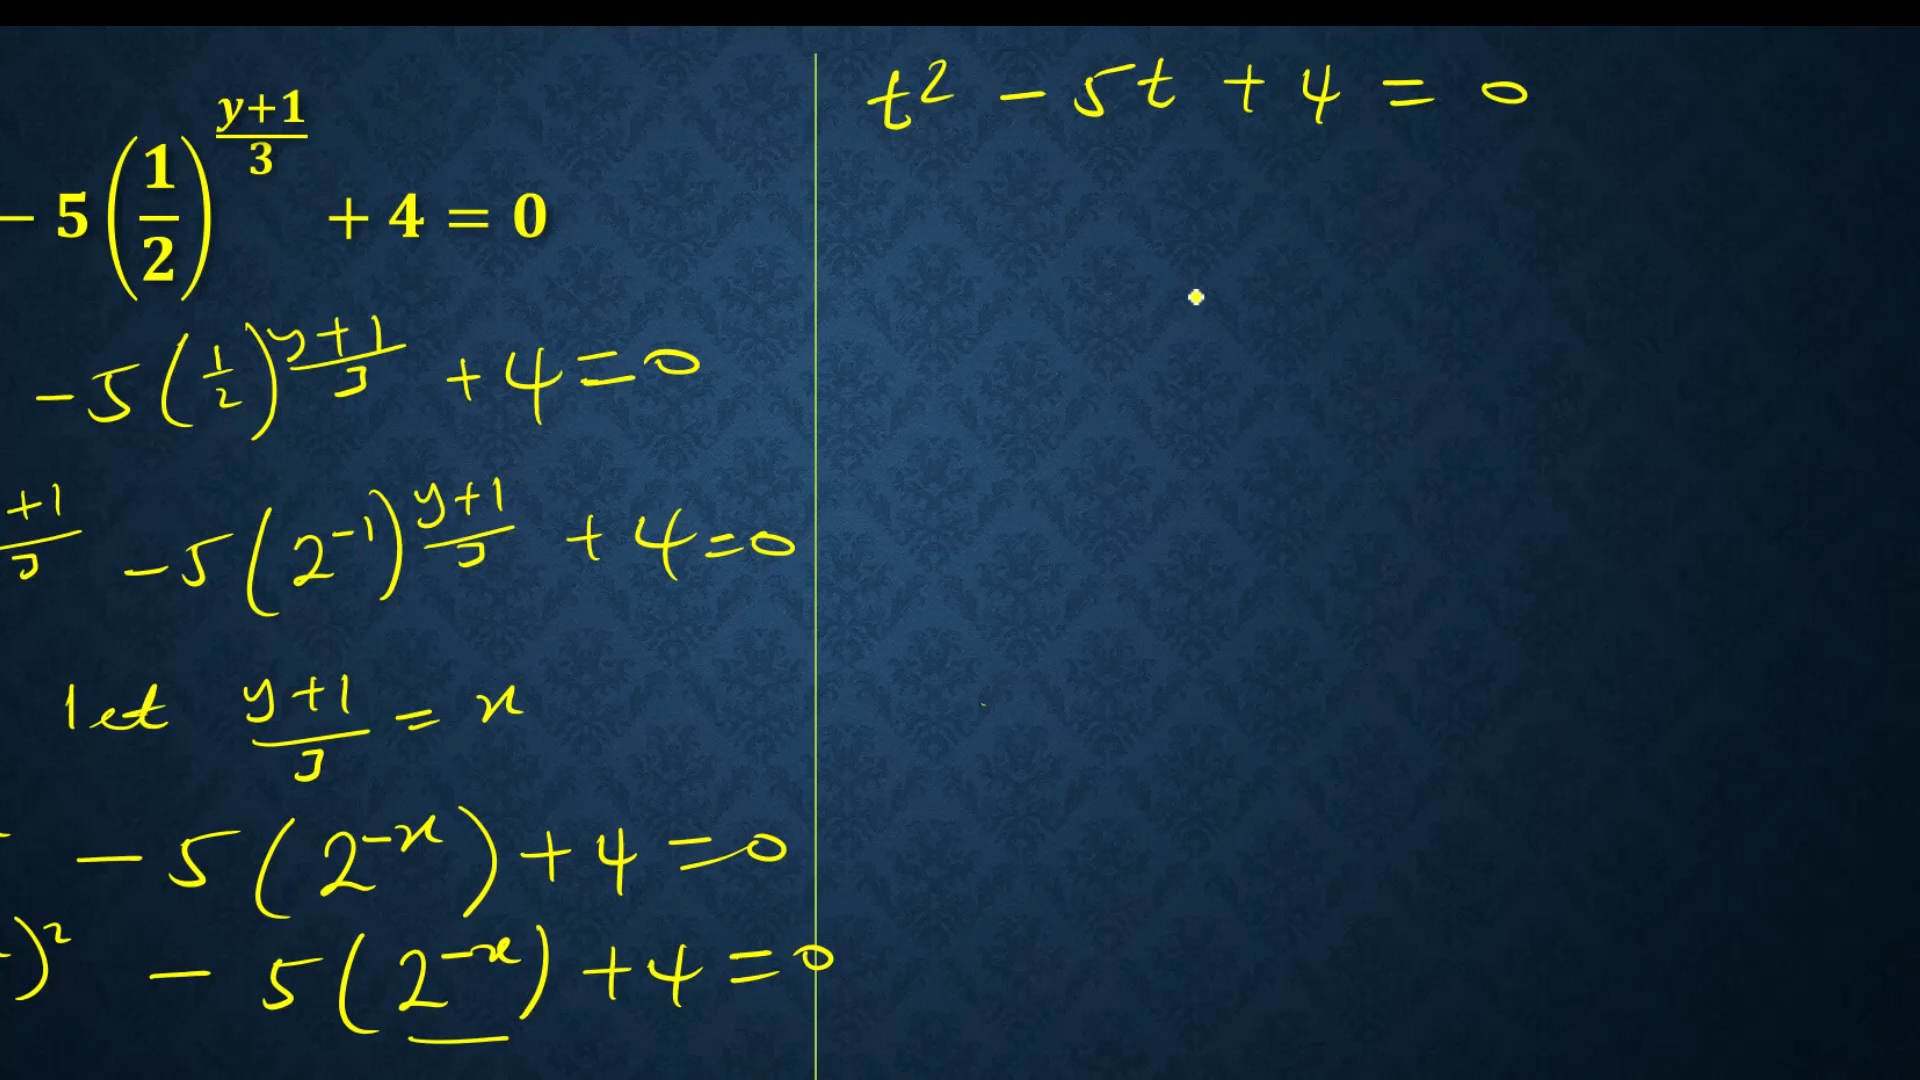 − 5(1/2)^((y+1)/3) + 4 = 0
− 5(1/2)^((y+1)/3) + 4 = 0
+1/3 − 5(2^−1)^((y+1)/3) + 4 = 0
let (y+1)/3 = x
− 5(2^−x) + 4 = 0
)^2 − 5(2^−x) + 4 = 0
t^2 − 5t + 4 = 0